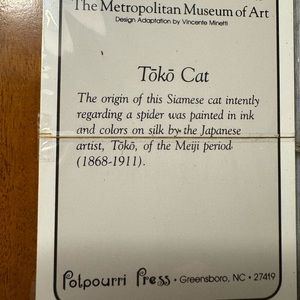 The Metropolitan Museum of Art
Design Adaptation by Vincente Minetti
Tōkō Cat
The origin of this Siamese cat intently
regarding a spider was painted in ink
and colors on silk by the Japanese
artist, Tōkō, of the Meiji period
(1868-1911).
Potpourri Press • Greensboro, NC • 27419